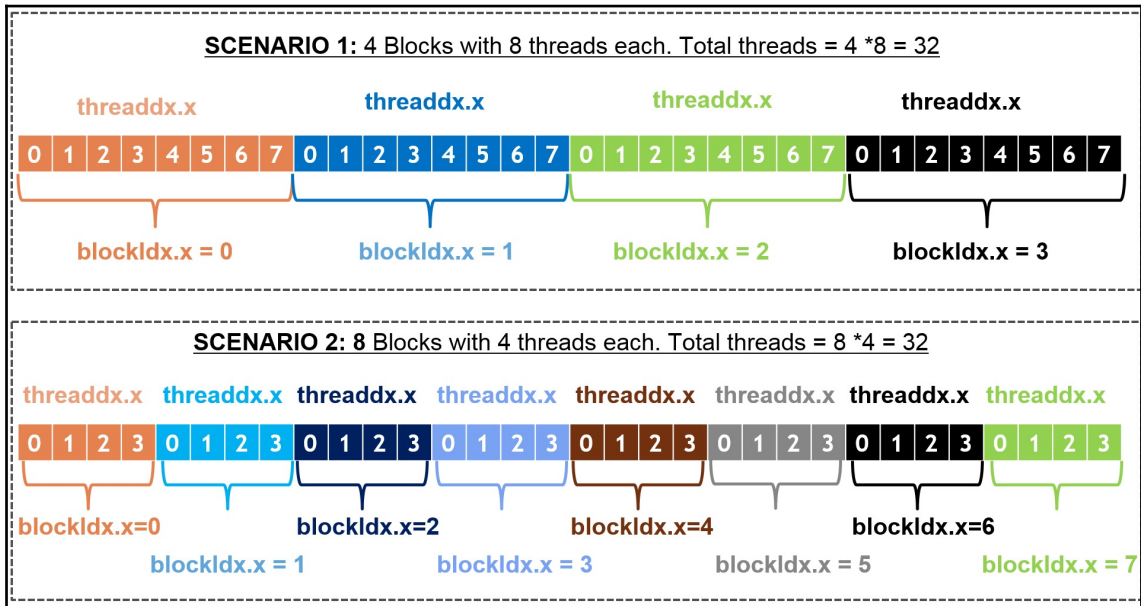 SCENARIO 1: 4 Blocks with 8 threads each. Total threads = 4 *8 = 32
threaddx.x threaddx.x threaddx.x threaddx.x
0 1 2 3 4 5 6 7 0 1 2 3 4 5 6 7 0 1 2 3 4 5 6 7 0 1 2 3 4 5 6 7
blockIdx.x = 0 blockIdx.x = 1 blockIdx.x = 2 blockIdx.x = 3
SCENARIO 2: 8 Blocks with 4 threads each. Total threads = 8 *4 = 32
threaddx.x threaddx.x threaddx.x threaddx.x threaddx.x threaddx.x threaddx.x threaddx.x
0 1 2 3 0 1 2 3 0 1 2 3 0 1 2 3 0 1 2 3 0 1 2 3 0 1 2 3 0 1 2 3
blockIdx.x=0 blockIdx.x=2 blockIdx.x=4 blockIdx.x=6
blockIdx.x = 1 blockIdx.x = 3 blockIdx.x = 5 blockIdx.x = 7